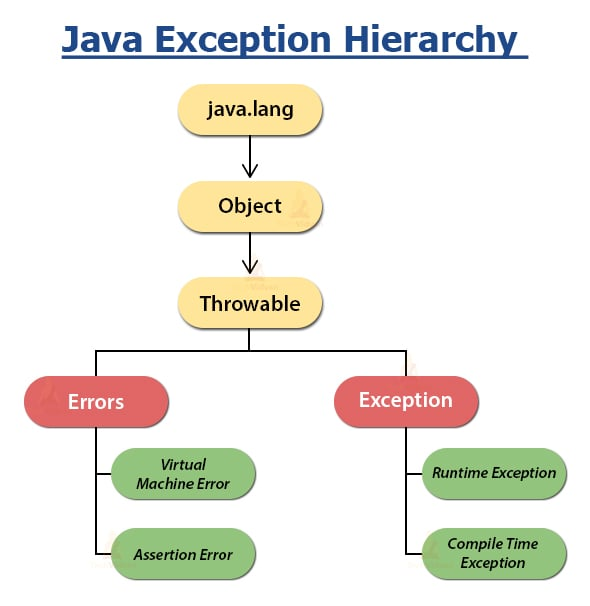 Java Exception Hierarchy
java.lang
Object
Throwable
Errors
Exception
Virtual
Machine Error
Runtime Exception
Assertion Error
Compile Time
Exception